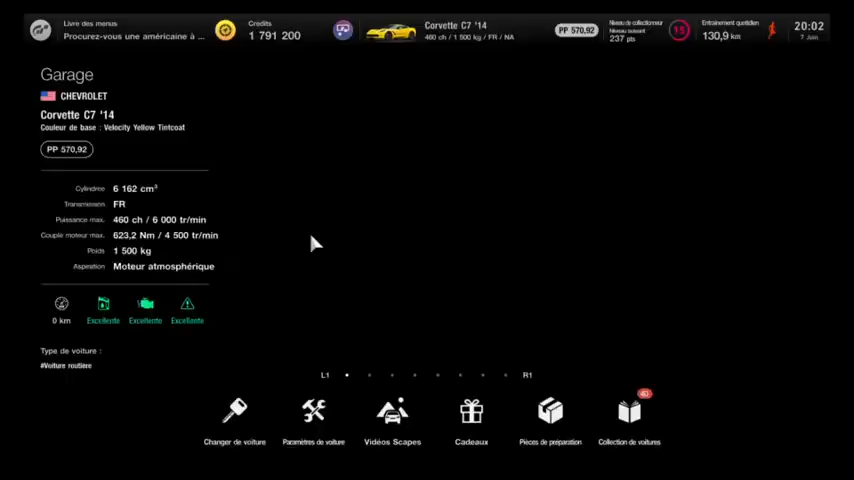 Livre des menus
Procurez-vous une américaine à ...
Crédits
1 791 200
Corvette C7 '14
460 ch / 1 500 kg / FR / NA
PP 570,92
Niveau de collectionneur
Niveau suivant
237 pts
15
Entraînement quotidien
130,9 km
20:02
7 Juin
Garage
CHEVROLET
Corvette C7 '14
Couleur de base : Velocity Yellow Tintcoat
PP 570,92
Cylindrée 6 162 cm³
Transmission FR
Puissance max. 460 ch / 6 000 tr/min
Couple moteur max. 623,2 Nm / 4 500 tr/min
Poids 1 500 kg
Aspiration Moteur atmosphérique
0 km
Excellente
Excellente
Excellente
Type de voiture :
#Voiture routière
L1
R1
Changer de voiture
Paramètres de voiture
Vidéos Scapes
Cadeaux
Pièces de préparation
Collection de voitures